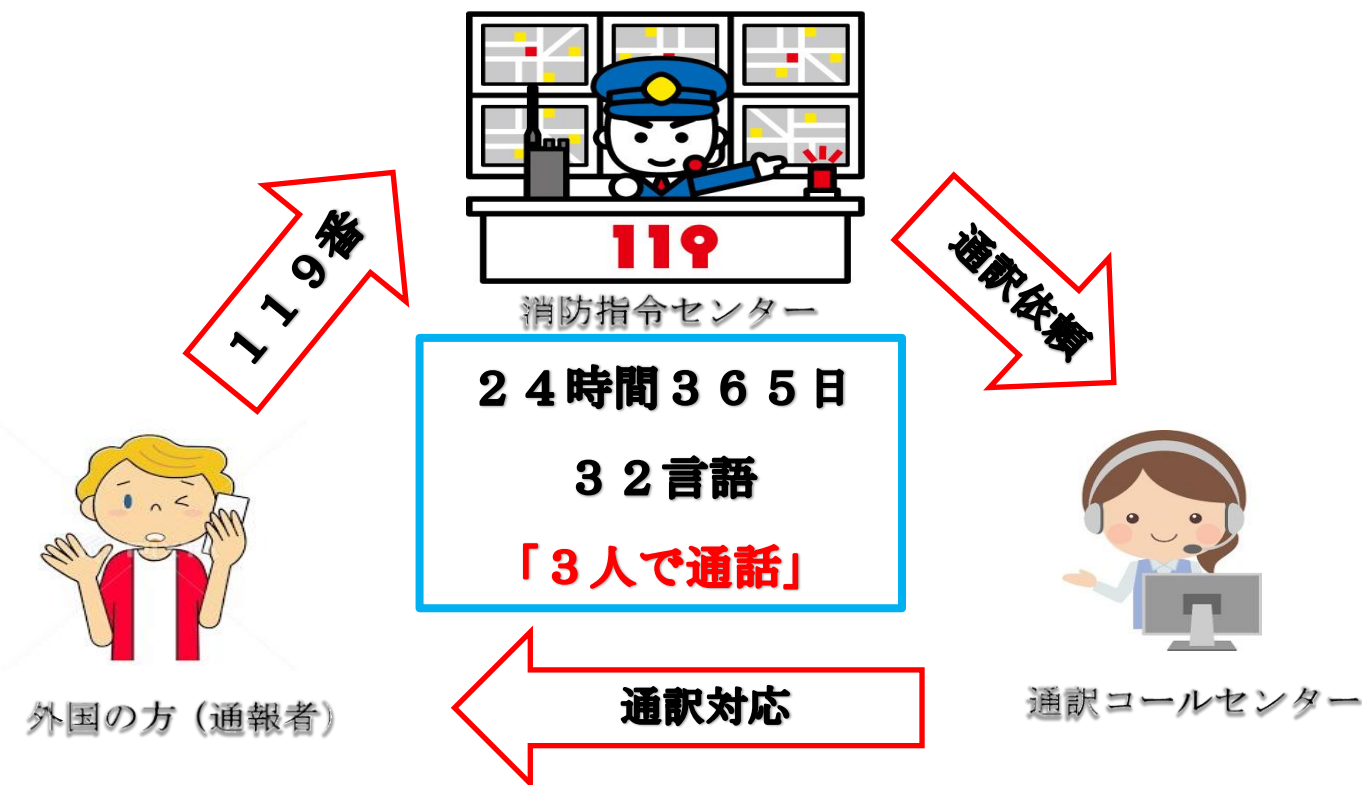 119
消防指令センター
119番
通訳依頼
24時間365日
32言語
「3人で通話」
外国の方(通報者)
通訳対応
通訳コールセンター